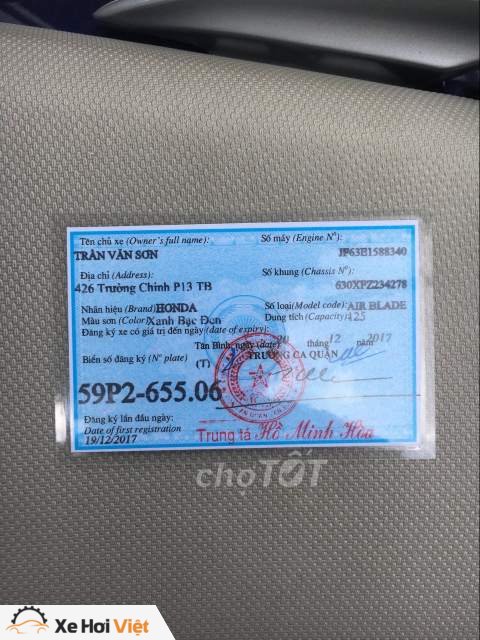 Tên chủ xe (Owner's full name):
TRẦN VĂN SƠN
Số máy (Engine Nº):
JF63E1588340
Địa chỉ (Address):
426 Trường Chinh P13 TB
Số khung (Chassis Nº)
630XPZ234278
Nhãn hiệu (Brand) HONDA
Số loại (Model code): AIR BLADE
Màu sơn (Color) Xanh Bạc Đen
Dung tích (Capacity): 125
Đăng ký xe có giá trị đến ngày (date of expiry):
Tân Bình, ngày (date) 20 tháng 12 năm 2017
Biển số đăng ký (Nº plate) (T)
TRƯỞNG CA QUẬN
59P2-655.06
Đăng ký lần đầu ngày:
Date of first registration
19/12/2017
Trung tá Hồ Minh Hòa
chợTỐT
Xe Hơi Việt